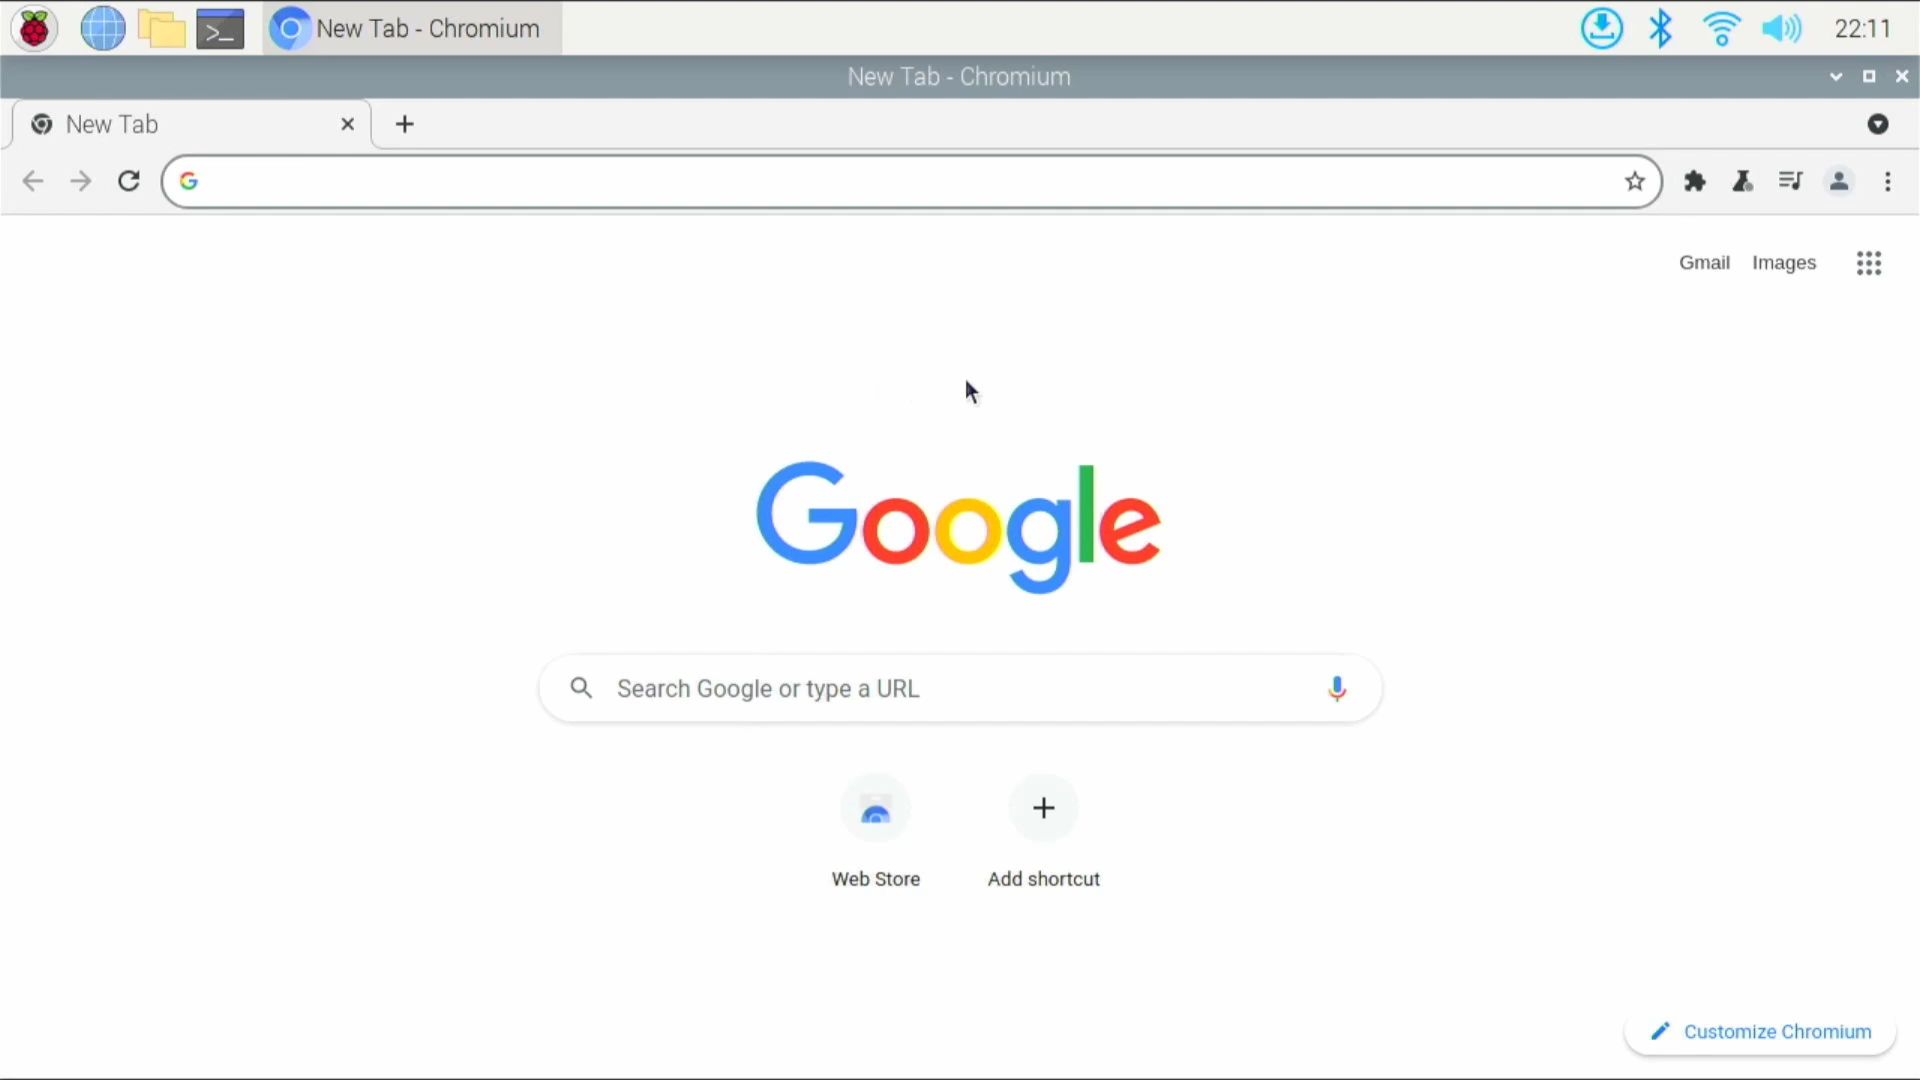 New Tab - Chromium
22:11
New Tab - Chromium
New Tab
Gmail Images
Google
Search Google or type a URL
Web Store Add shortcut
Customize Chromium